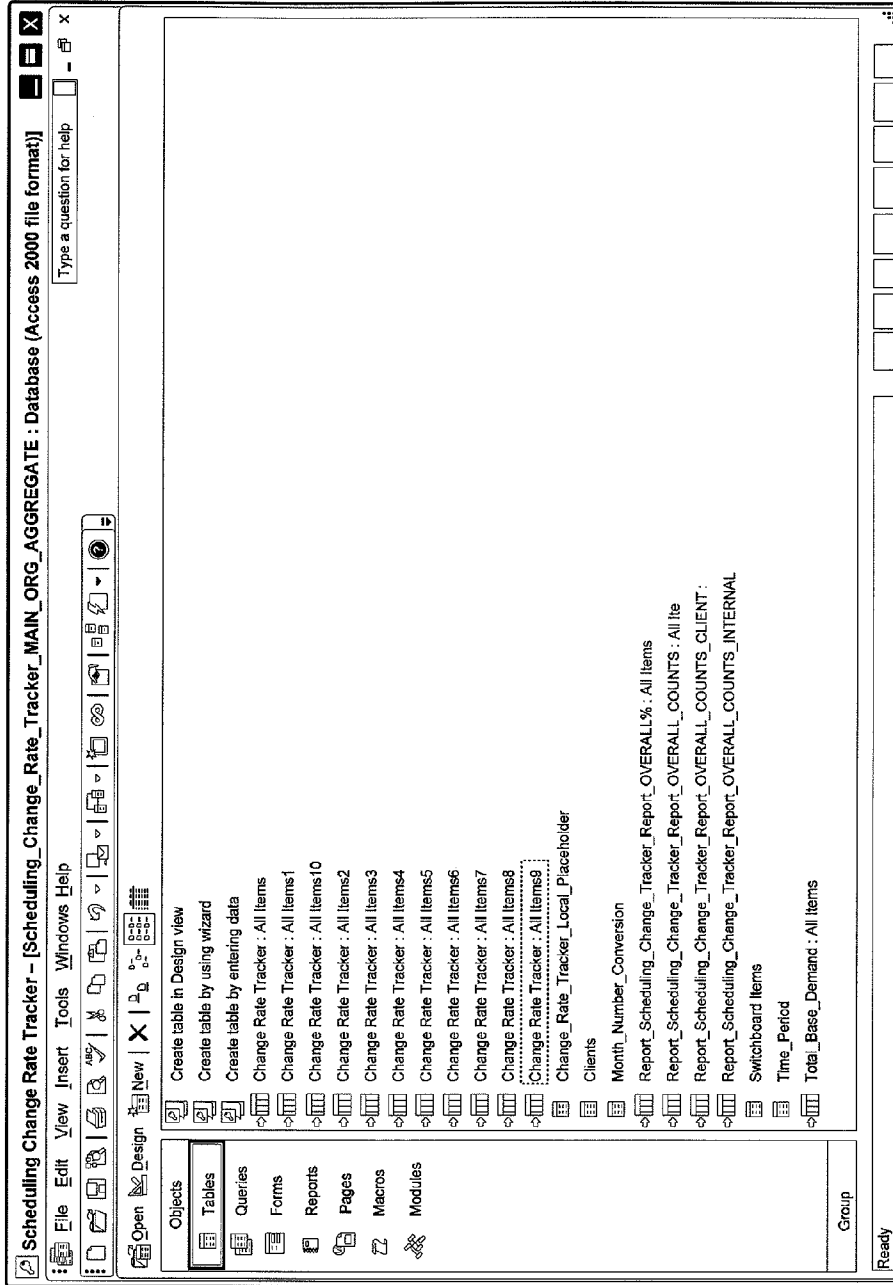 Scheduling Change Rate Tracker – [Scheduling_Change_Rate_Tracker_MAIN_ORG_AGGREGATE : Database (Access 2000 file format)]
File Edit View Insert Tools Windows Help
Type a question for help
ABC
Open Design New
Objects
Tables
Queries
Forms
Reports
Pages
Macros
Modules
Group
Create table in Design view
Create table by using wizard
Create table by entering data
Change Rate Tracker : All Items
Change Rate Tracker : All Items1
Change Rate Tracker : All Items10
Change Rate Tracker : All Items2
Change Rate Tracker : All Items3
Change Rate Tracker : All Items4
Change Rate Tracker : All Items5
Change Rate Tracker : All Items6
Change Rate Tracker : All Items7
Change Rate Tracker : All Items8
Change Rate Tracker : All Items9
Change_Rate_Tracker_Local_Placeholder
Clients
Month_Number_Conversion
Report_Scheduling_Change_Tracker_Report_OVERALL% : All Items
Report_Scheduling_Change_Tracker_Report_OVERALL_COUNTS : All Ite
Report_Scheduling_Change_Tracker_Report_OVERALL_COUNTS_CLIENT :
Report_Scheduling_Change_Tracker_Report_OVERALL_COUNTS_INTERNAL
Switchboard Items
Time_Period
Total_Base_Demand : All Items
Ready